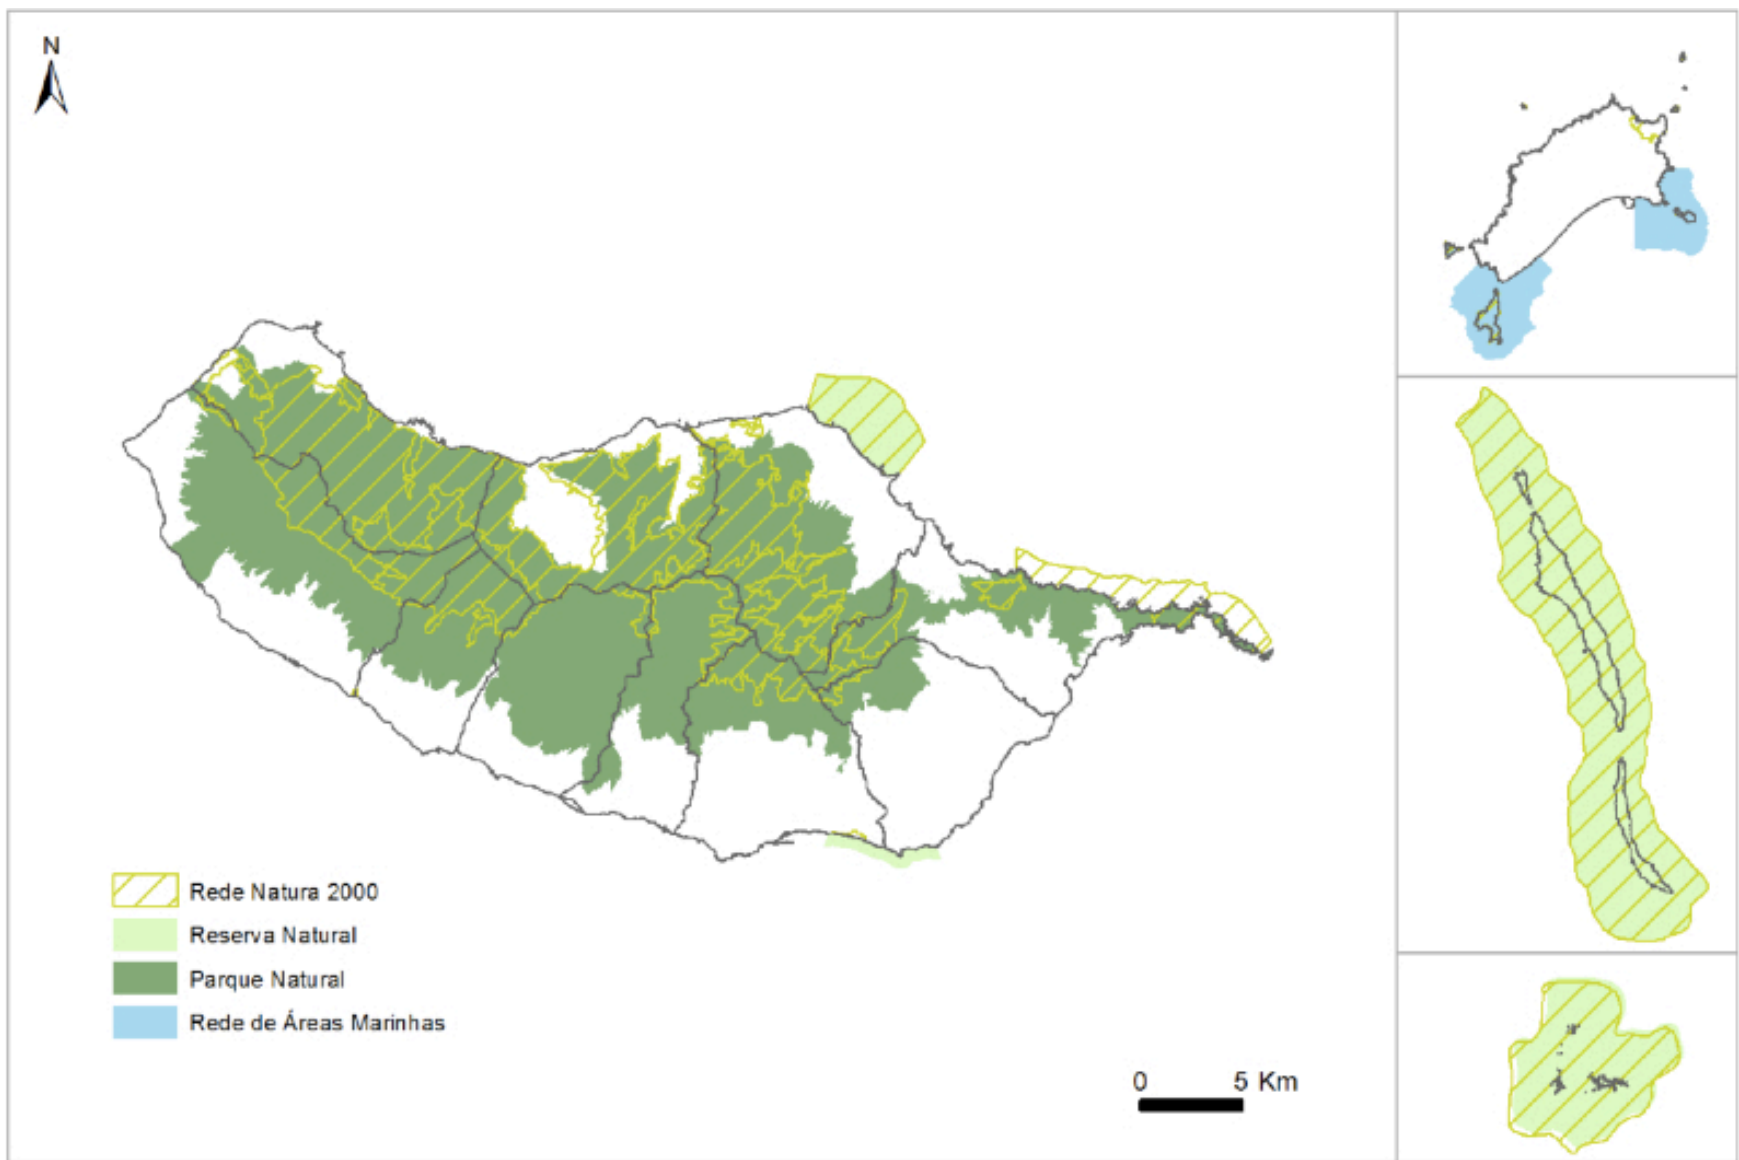 N
Rede Natura 2000
Reserva Natural
Parque Natural
Rede de Áreas Marinhas
0 5 Km